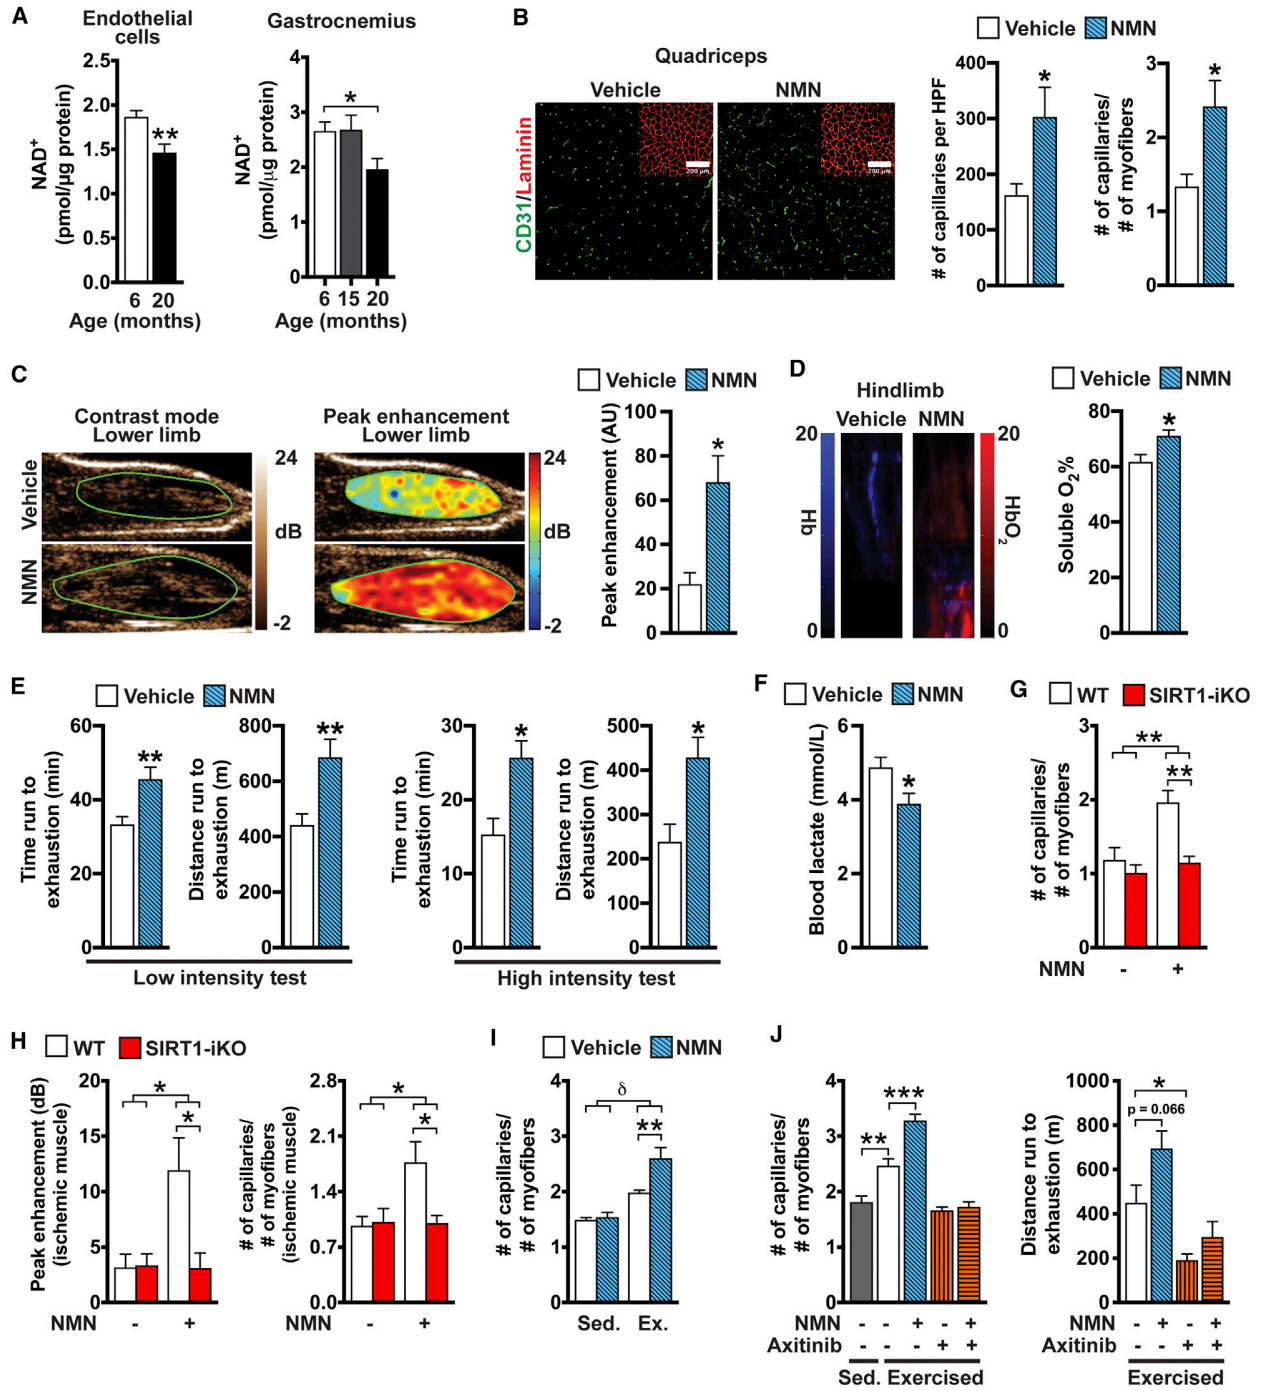 A
Endothelial
cells
NAD+
(pmol/µg protein)
2.5
2.0
1.5
1.0
0.5
0.0
**
6 20
Age (months)
Gastrocnemius
NAD+
(pmol/µg protein)
4
3
2
1
0
*
6 15 20
Age (months)
B
Quadriceps
Vehicle NMN
CD31/Laminin
200 µm
200 µm
Vehicle NMN
# of capillaries per HPF
400
300
200
100
0
*
# of capillaries/
# of myofibers
3
2
1
0
*
C
Contrast mode
Lower limb
Peak enhancement
Lower limb
Vehicle
NMN
24
dB
-2
24
dB
-2
Vehicle NMN
Peak enhancement (AU)
100
80
60
40
20
0
*
D
Hindlimb
Vehicle NMN
20
Hb
0
20
HbO2
0
Vehicle NMN
Soluble O2%
80
60
40
20
0
*
E
Vehicle NMN
Time run to
exhaustion (min)
60
40
20
0
**
Distance run to
exhaustion (m)
800
600
400
200
0
**
Low intensity test
Time run to
exhaustion (min)
30
20
10
0
*
Distance run to
exhaustion (m)
500
400
300
200
100
0
*
High intensity test
F
Vehicle NMN
Blood lactate (mmol/L)
6
4
2
0
*
G
WT SIRT1-iKO
# of capillaries/
# of myofibers
3
2
1
0
**
**
NMN - +
H
WT SIRT1-iKO
Peak enhancement (dB)
(ischemic muscle)
20
15
10
5
0
*
*
NMN - +
# of capillaries/
# of myofibers
(ischemic muscle)
2.8
2.1
1.4
0.7
0.0
*
*
NMN - +
I
Vehicle NMN
# of capillaries/
# of myofibers
4
3
2
1
0
δ
**
Sed. Ex.
J
# of capillaries/
# of myofibers
4
3
2
1
0
**
***
NMN - - + - +
Axitinib - - - + +
Sed. Exercised
Distance run to
exhaustion (m)
1000
800
600
400
200
0
*
p = 0.066
NMN - + - +
Axitinib - - + +
Exercised